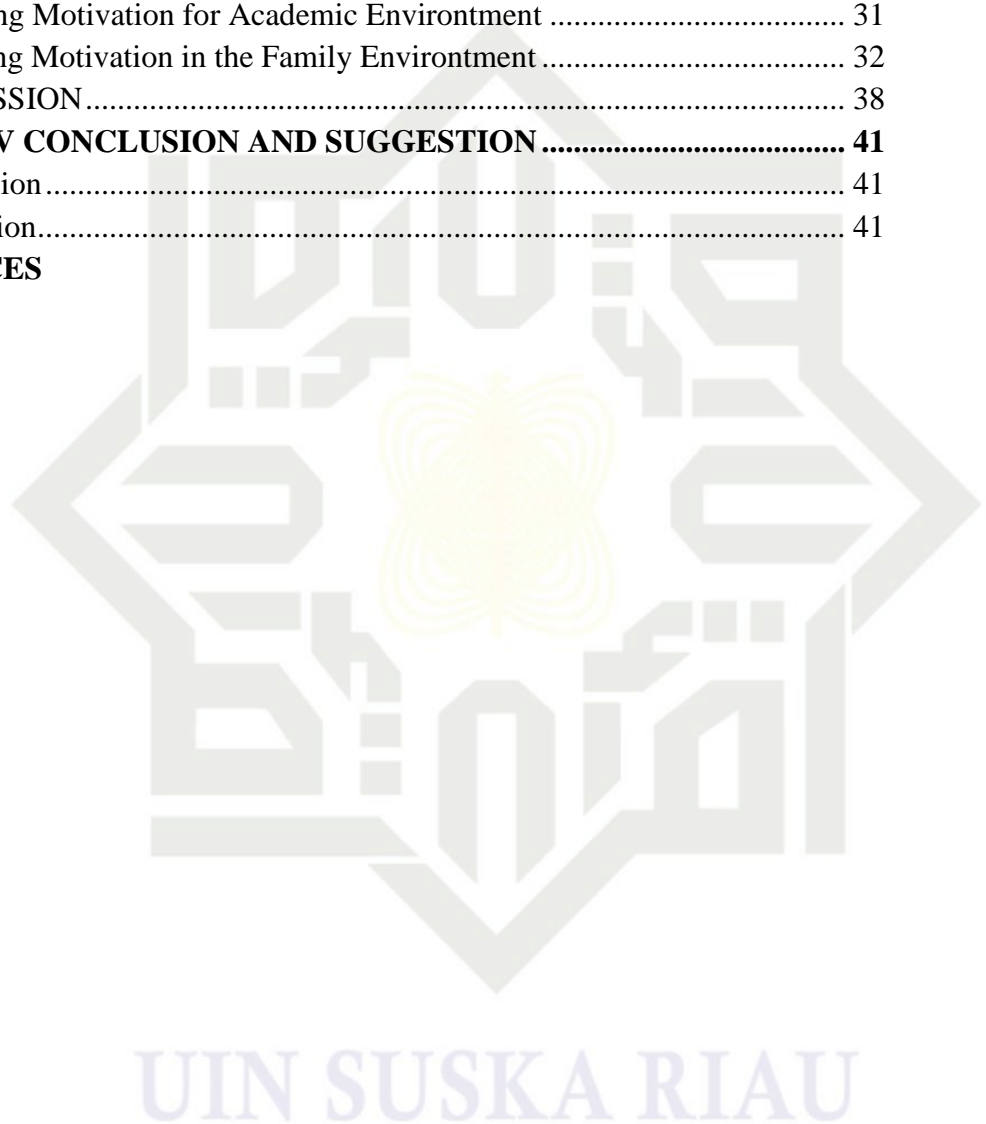 ng Motivation for Academic Environtment ................................... 31
ng Motivation in the Family Environtment .................................... 32
SSION ........................................................................................... 38
V CONCLUSION AND SUGGESTION .................................... 41
ion ................................................................................................ 41
ion ................................................................................................ 41
CES
UIN SUSKA RIAU